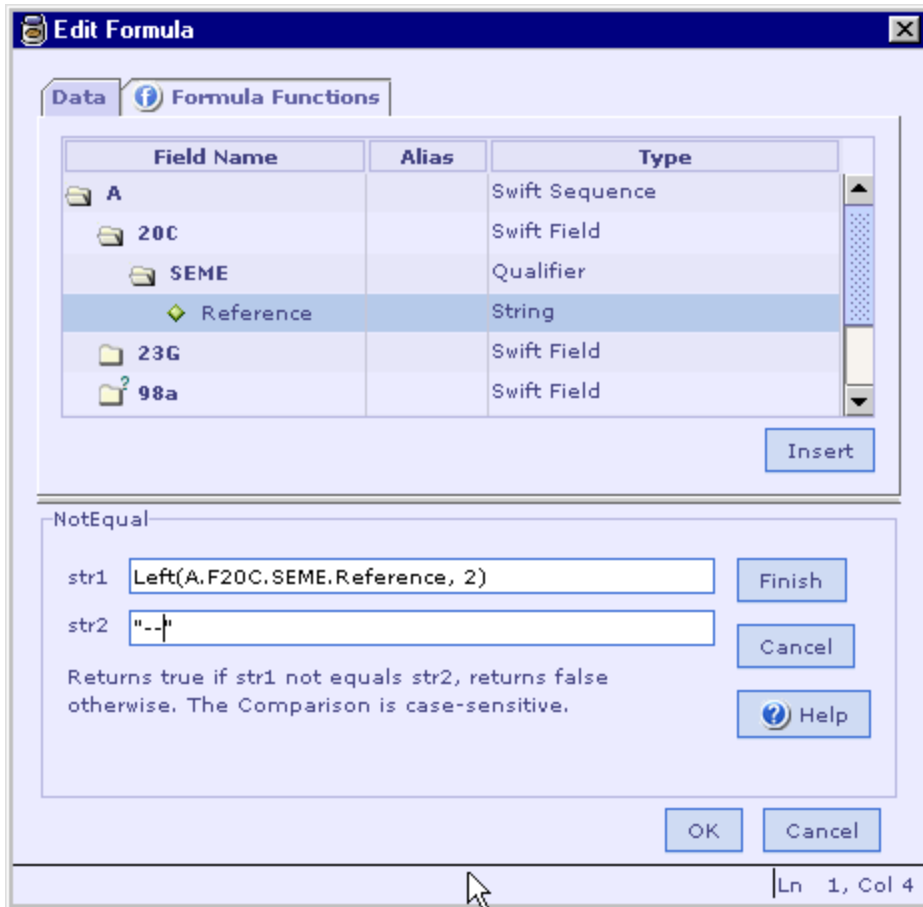 Edit Formula
Data Formula Functions
Field Name Alias Type
A Swift Sequence
20C Swift Field
SEME Qualifier
Reference String
23G Swift Field
98a Swift Field
Insert
NotEqual
str1 Left(A.F20C.SEME.Reference, 2) Finish
str2 "--"
Cancel
Returns true if str1 not equals str2, returns false
otherwise. The Comparison is case-sensitive.
Help
OK Cancel
Ln 1, Col 4